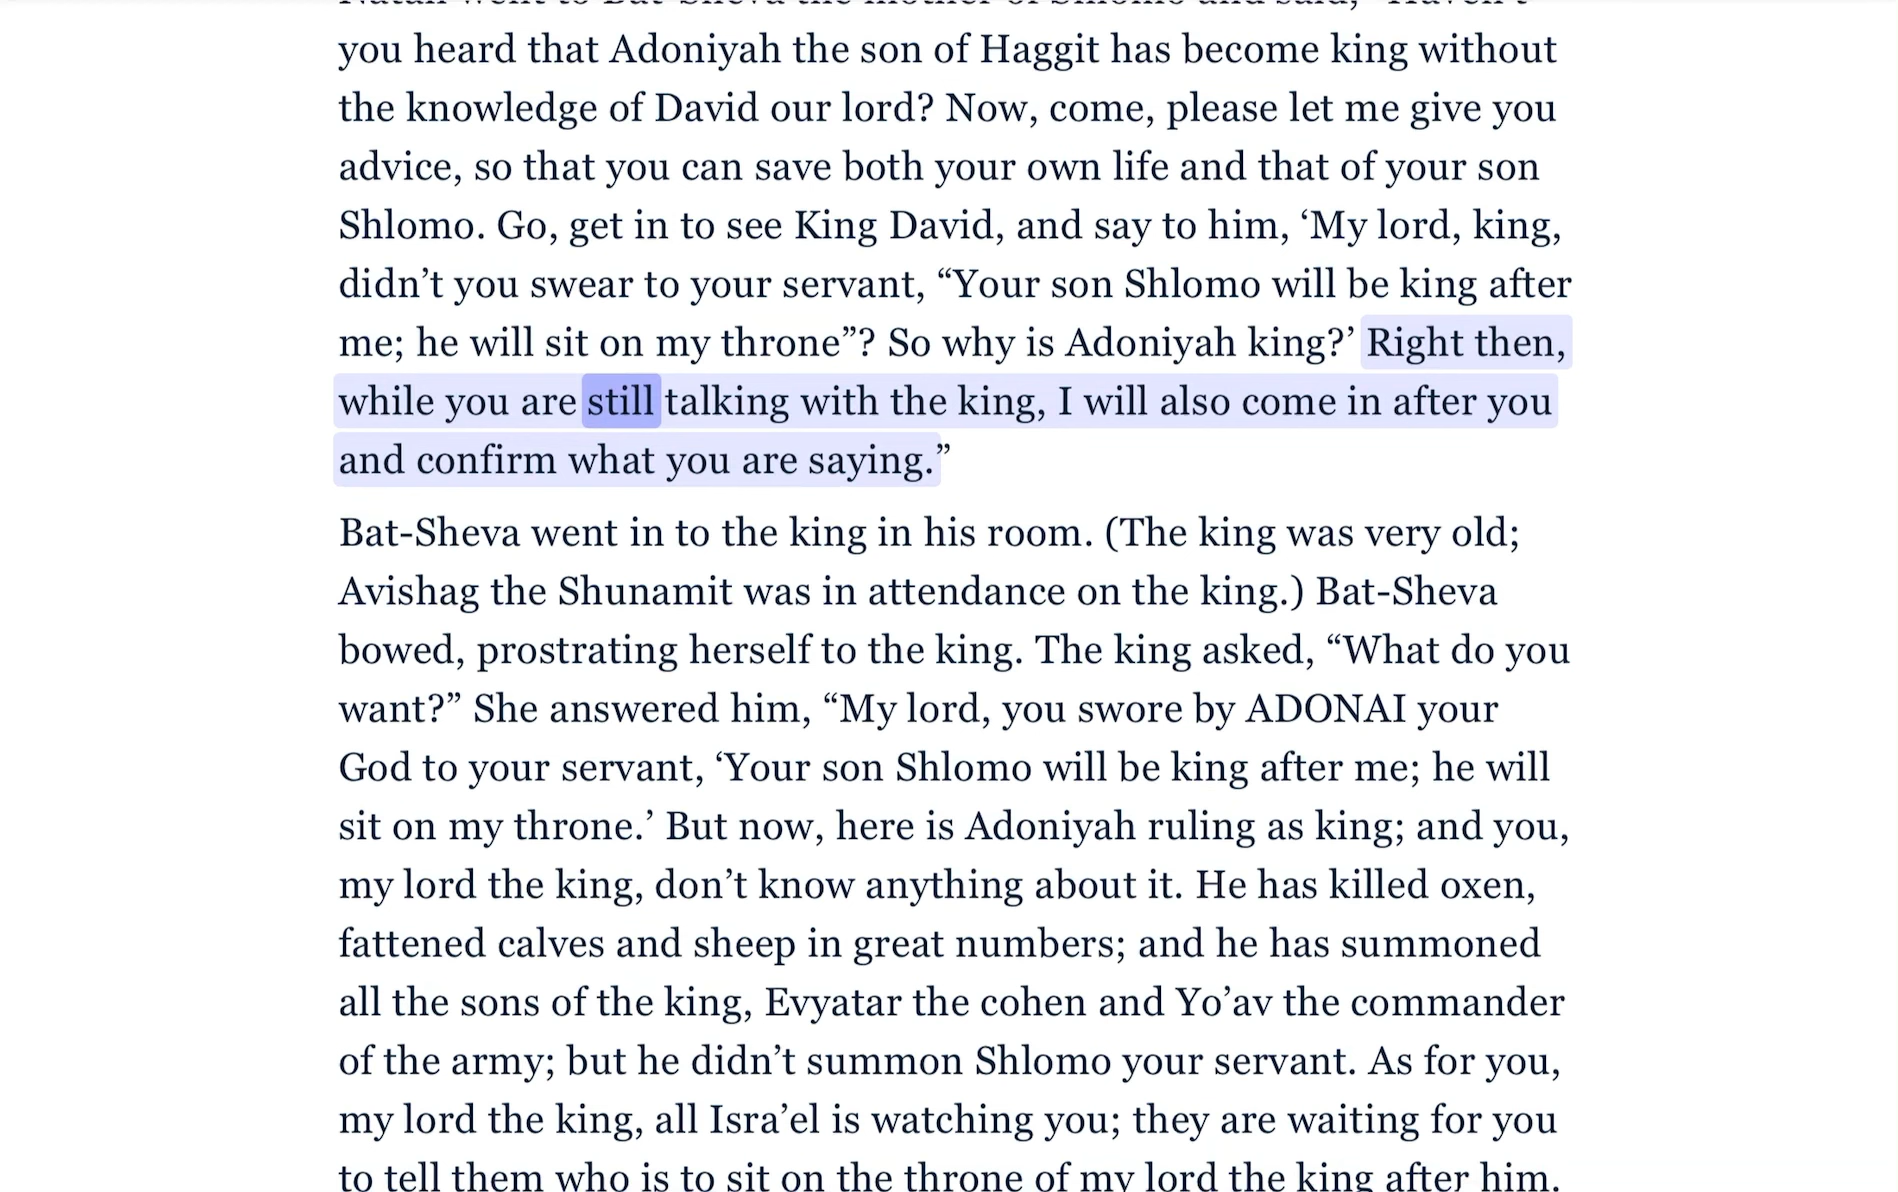 Natan went to Bat-Sheva the mother of Shlomo and said, “Haven’t
you heard that Adoniyah the son of Haggit has become king without
the knowledge of David our lord? Now, come, please let me give you
advice, so that you can save both your own life and that of your son
Shlomo. Go, get in to see King David, and say to him, ‘My lord, king,
didn’t you swear to your servant, “Your son Shlomo will be king after
me; he will sit on my throne”? So why is Adoniyah king?’ Right then,
while you are still talking with the king, I will also come in after you
and confirm what you are saying.”
Bat-Sheva went in to the king in his room. (The king was very old;
Avishag the Shunamit was in attendance on the king.) Bat-Sheva
bowed, prostrating herself to the king. The king asked, “What do you
want?” She answered him, “My lord, you swore by ADONAI your
God to your servant, ‘Your son Shlomo will be king after me; he will
sit on my throne.’ But now, here is Adoniyah ruling as king; and you,
my lord the king, don’t know anything about it. He has killed oxen,
fattened calves and sheep in great numbers; and he has summoned
all the sons of the king, Evyatar the cohen and Yo’av the commander
of the army; but he didn’t summon Shlomo your servant. As for you,
my lord the king, all Isra’el is watching you; they are waiting for you
to tell them who is to sit on the throne of my lord the king after him.